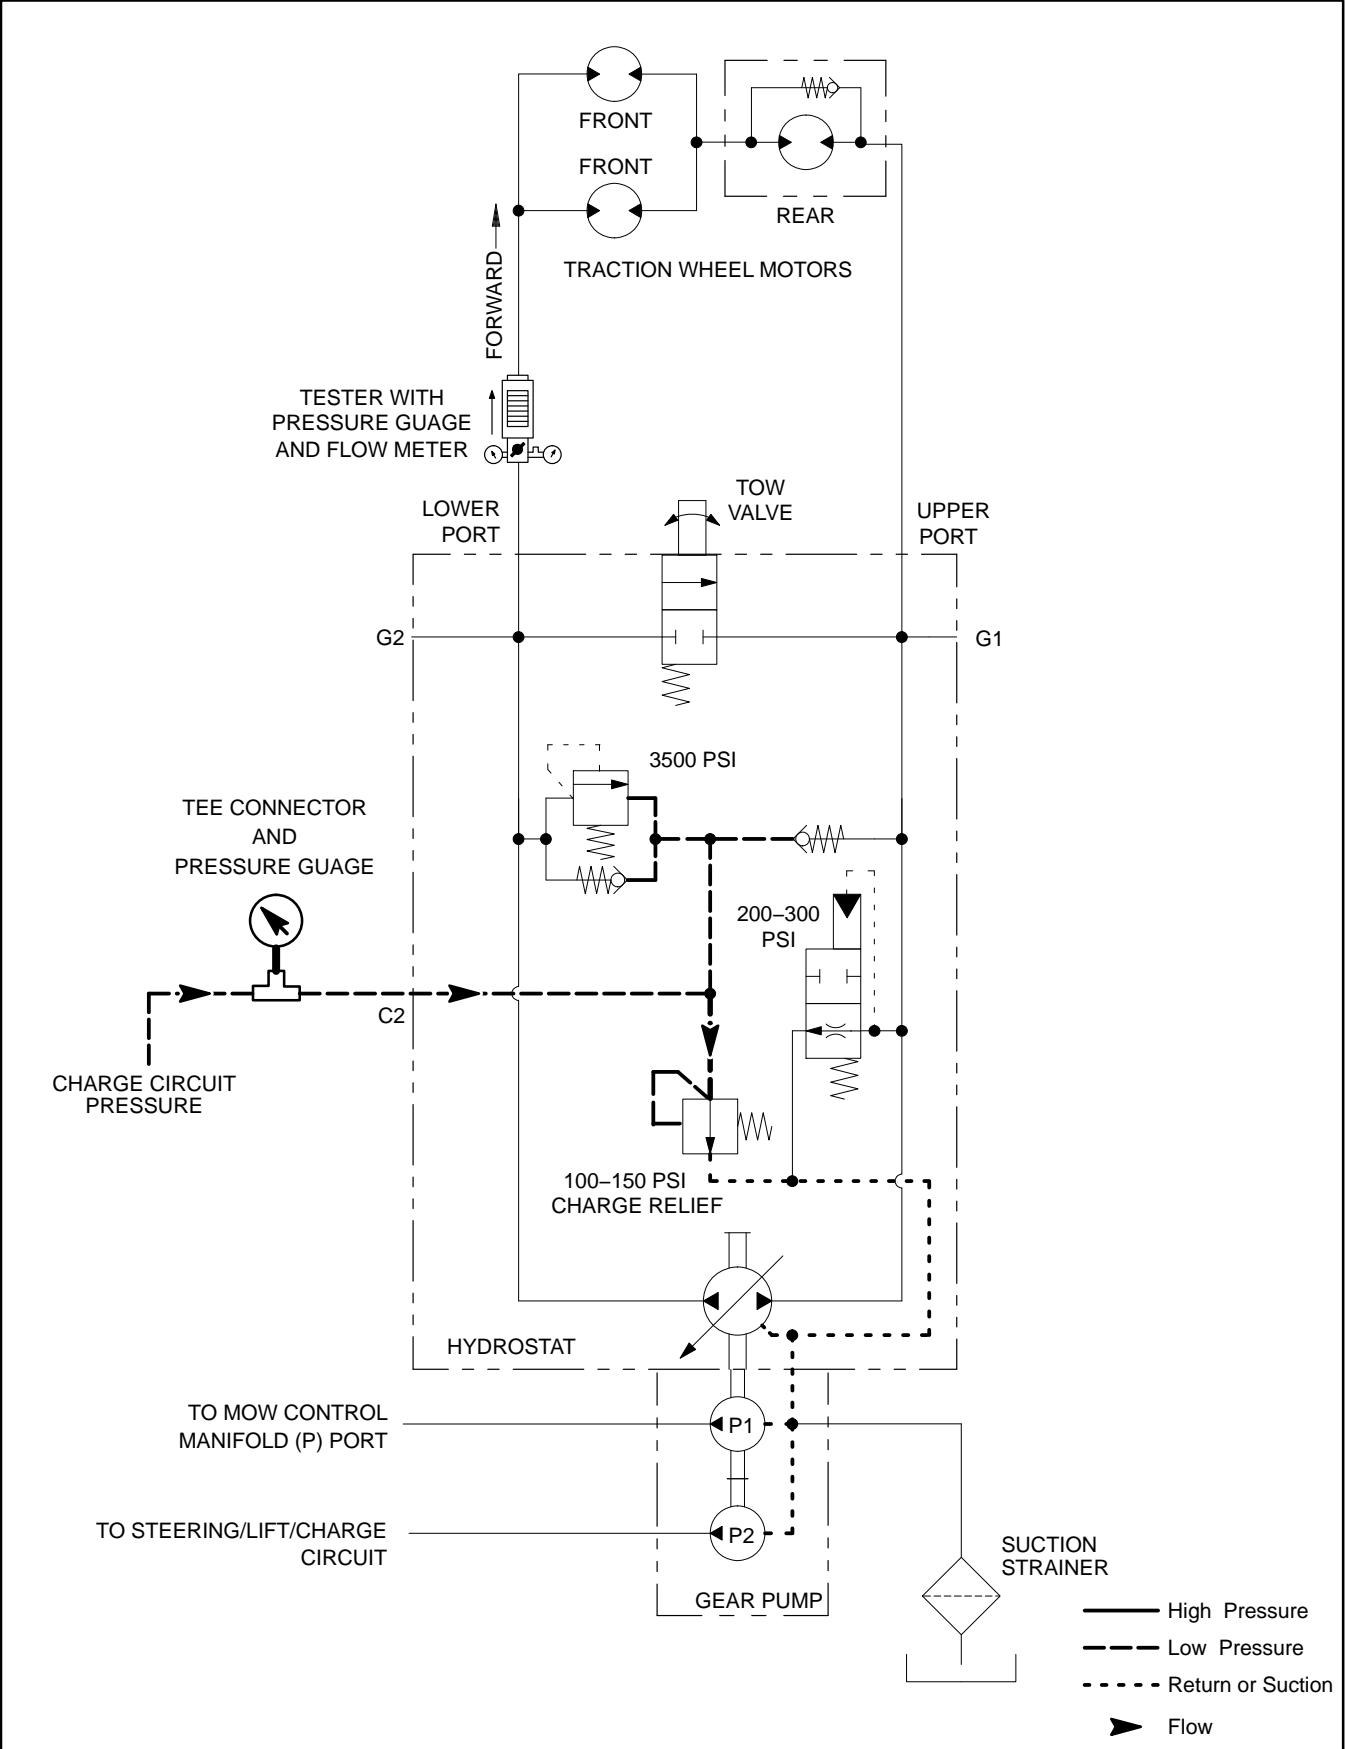 FRONT
FRONT
REAR
TRACTION WHEEL MOTORS
FORWARD
TESTER WITH
PRESSURE GUAGE
AND FLOW METER
TOW
VALVE
LOWER
PORT
UPPER
PORT
G2
G1
3500 PSI
TEE CONNECTOR
AND
PRESSURE GUAGE
200–300
PSI
C2
CHARGE CIRCUIT
PRESSURE
100–150 PSI
CHARGE RELIEF
HYDROSTAT
TO MOW CONTROL
MANIFOLD (P) PORT
P1
TO STEERING/LIFT/CHARGE
CIRCUIT
P2
GEAR PUMP
SUCTION
STRAINER
High Pressure
Low Pressure
Return or Suction
Flow